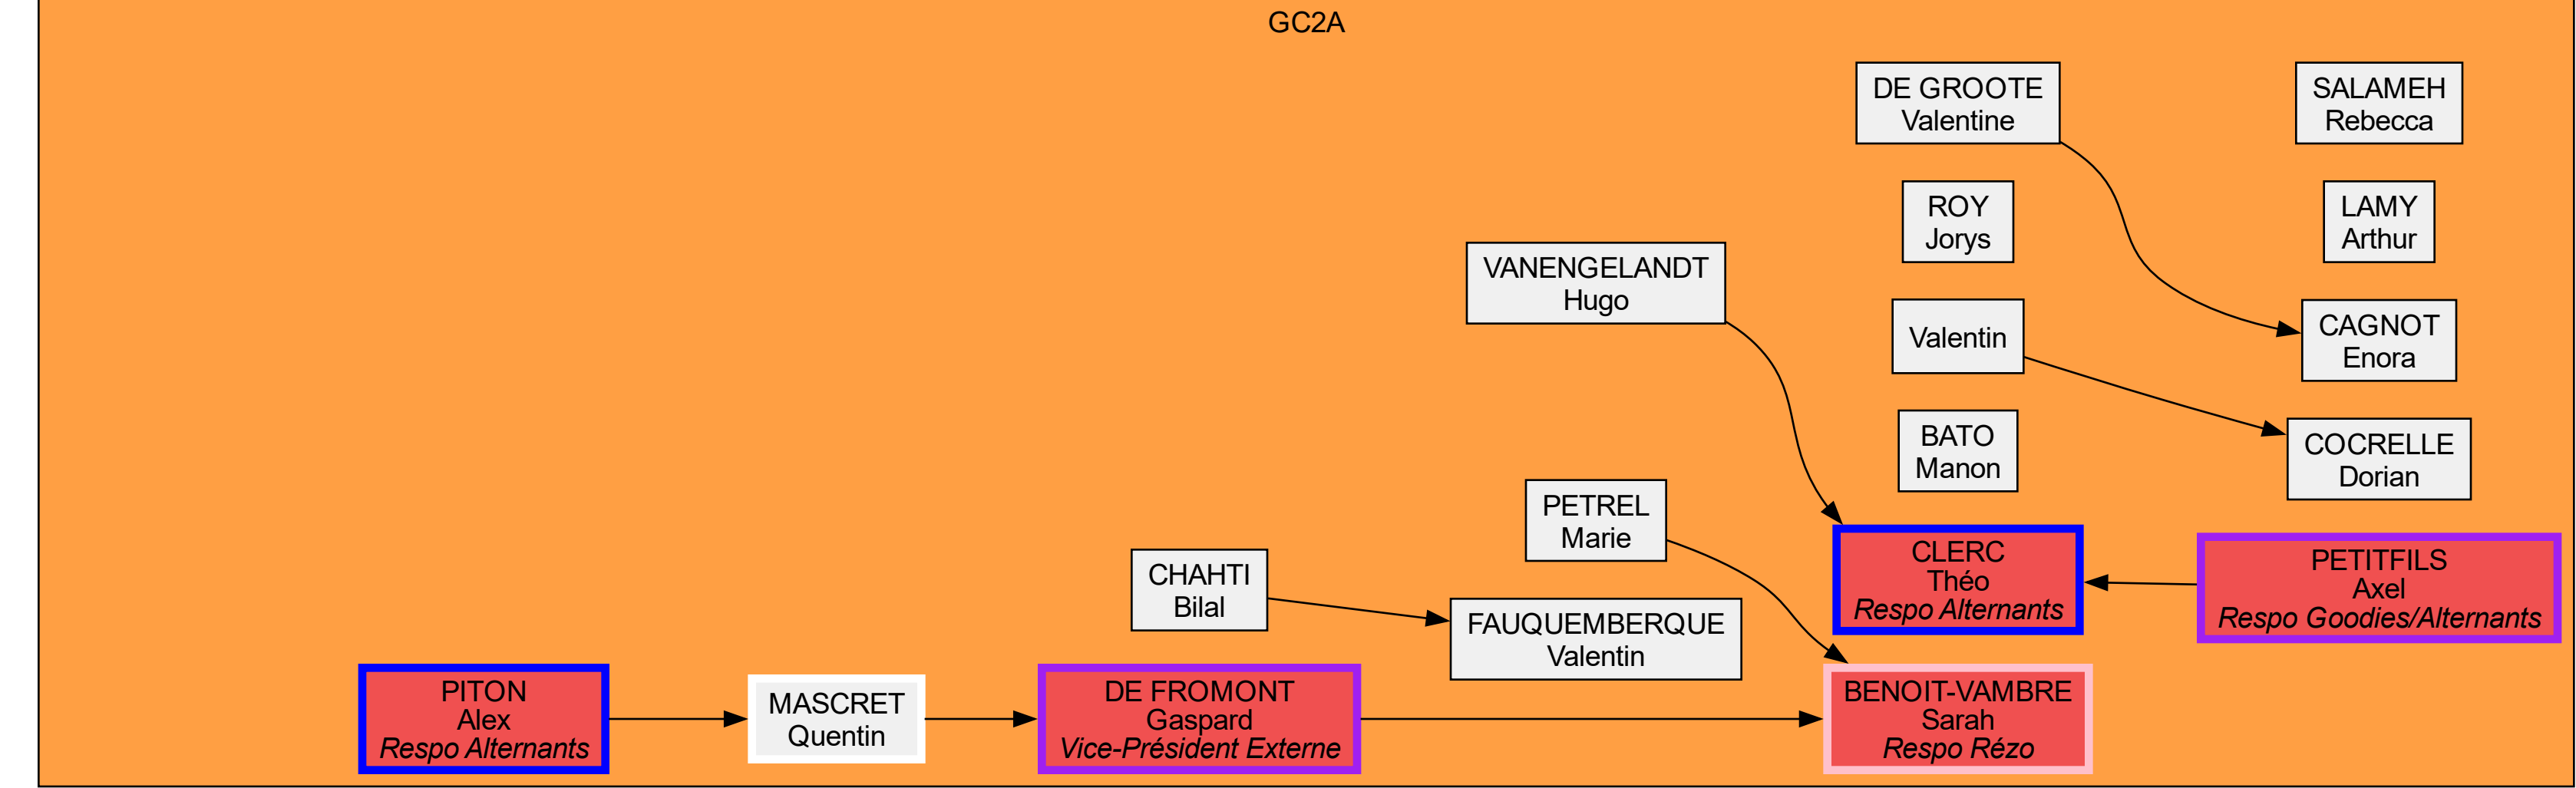 GC2A
DE GROOTE
Valentine
SALAMEH
Rebecca
ROY
Jorys
LAMY
Arthur
VANENGELANDT
Hugo
Valentin
CAGNOT
Enora
BATO
Manon
COCRELLE
Dorian
PETREL
Marie
CHAHTI
Bilal
FAUQUEMBERQUE
Valentin
CLERC
Théo
Respo Alternants
PETITFILS
Axel
Respo Goodies/Alternants
PITON
Alex
Respo Alternants
MASCRET
Quentin
DE FROMONT
Gaspard
Vice-Président Externe
BENOIT-VAMBRE
Sarah
Respo Rézo